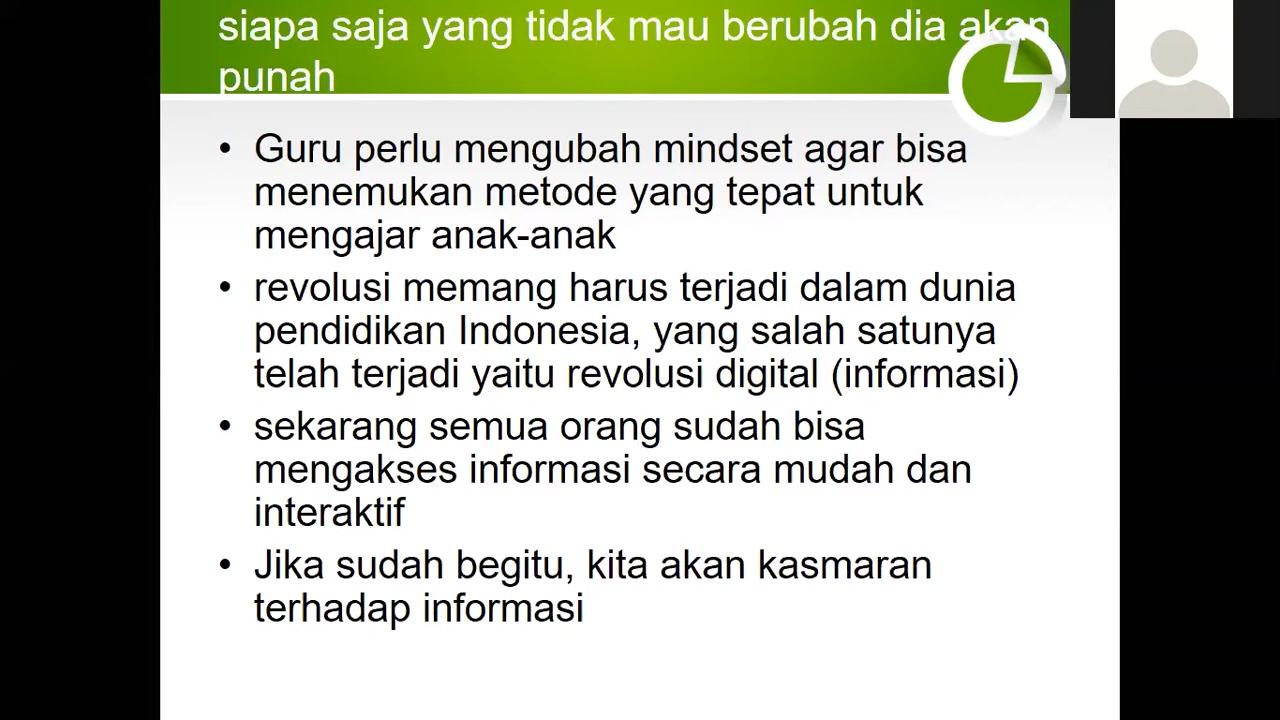 siapa saja yang tidak mau berubah dia akan
punah
• Guru perlu mengubah mindset agar bisa
menemukan metode yang tepat untuk
mengajar anak-anak
• revolusi memang harus terjadi dalam dunia
pendidikan Indonesia, yang salah satunya
telah terjadi yaitu revolusi digital (informasi)
• sekarang semua orang sudah bisa
mengakses informasi secara mudah dan
interaktif
• Jika sudah begitu, kita akan kasmaran
terhadap informasi